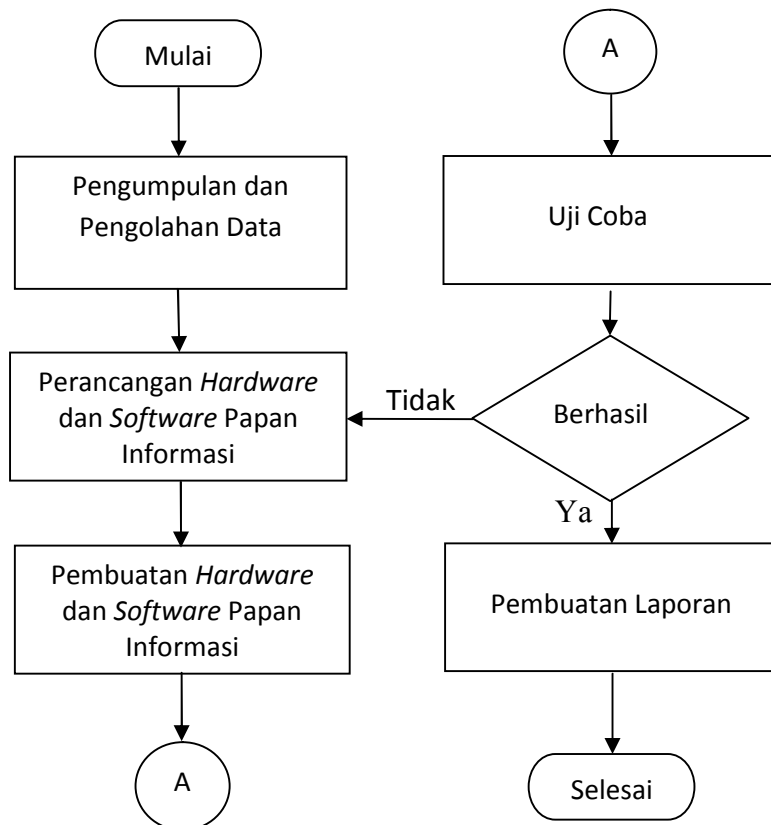 Mulai
Pengumpulan dan
Pengolahan Data
Perancangan Hardware
dan Software Papan
Informasi
Pembuatan Hardware
dan Software Papan
Informasi
A
A
Uji Coba
Berhasil
Tidak
Ya
Pembuatan Laporan
Selesai